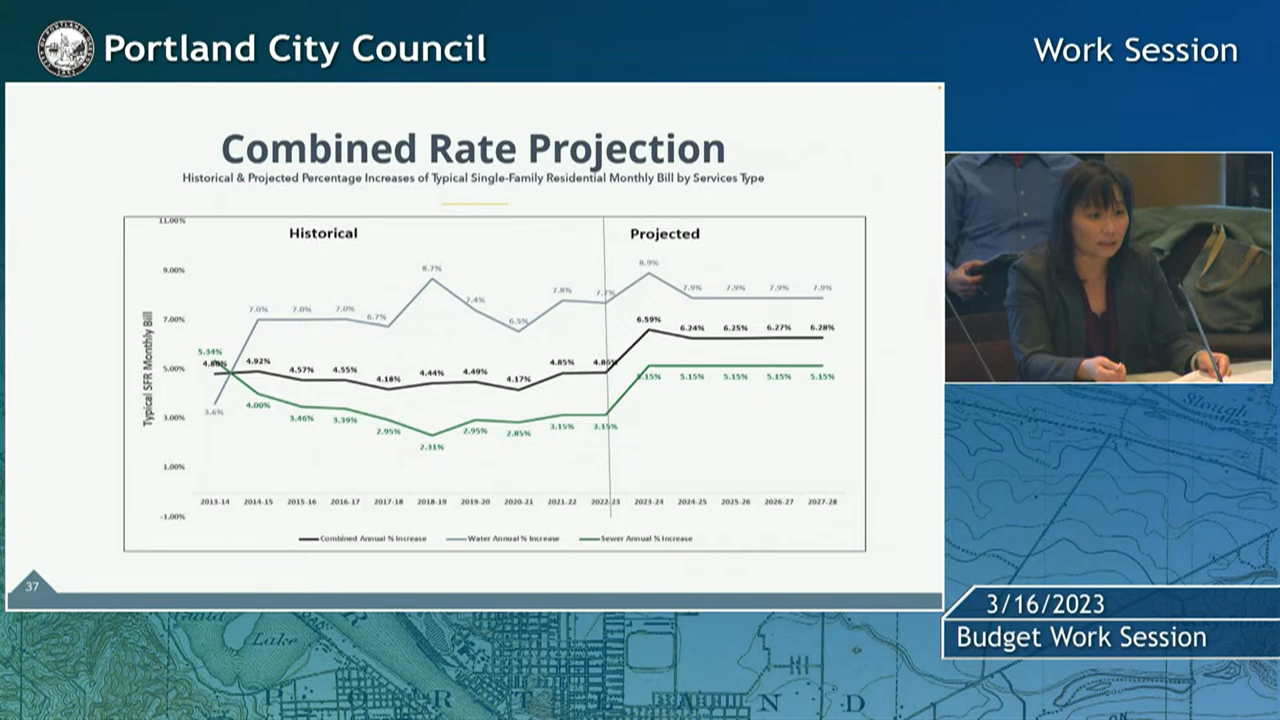 Portland City Council
Work Session
Combined Rate Projection
Historical & Projected Percentage Increases of Typical Single-Family Residential Monthly Bill by Services Type
11.00%
Historical
Projected
9.00%
7.00%
5.00%
3.00%
1.00%
-1.00%
Typical SFR Monthly Bill
3.6% 7.0% 7.0% 7.0% 6.7% 8.7% 7.4% 6.5% 7.8% 7.7% 8.9% 7.9% 7.9% 7.9% 7.9%
4.92% 4.57% 4.55% 4.18% 4.44% 4.49% 4.17% 4.85% 4.86% 6.59% 6.24% 6.25% 6.27% 6.28%
5.34% 4.00% 3.46% 3.39% 2.95% 2.31% 2.95% 2.85% 3.15% 3.15% 5.15% 5.15% 5.15% 5.15% 5.15%
2013-14 2014-15 2015-16 2016-17 2017-18 2018-19 2019-20 2020-21 2021-22 2022-23 2023-24 2024-25 2025-26 2026-27 2027-28
Combined Annual % Increase Water Annual % Increase Sewer Annual % Increase
37
3/16/2023
Budget Work Session
Slough
Guild
Lake
P O R T L A N D